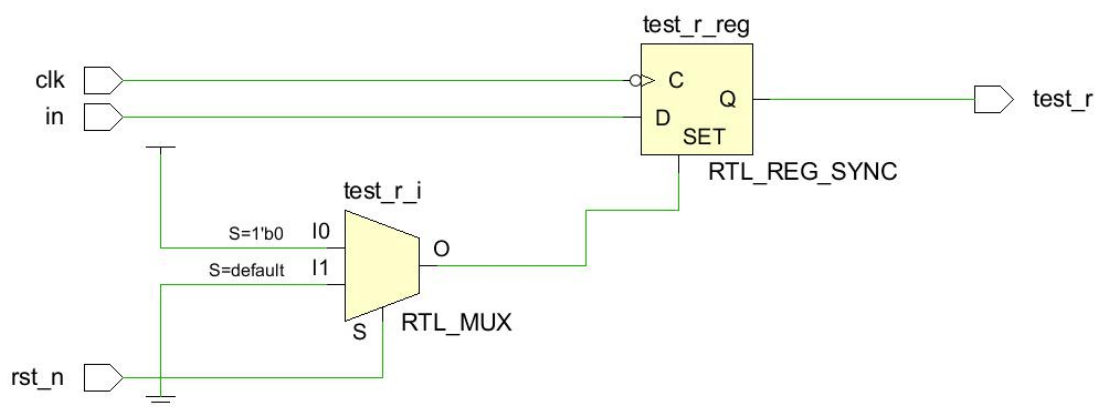 test_r_reg
clk
C
Q
test_r
in
D
SET
RTL_REG_SYNC
test_r_i
S=1'b0
I0
O
S=default
I1
S
RTL_MUX
rst_n